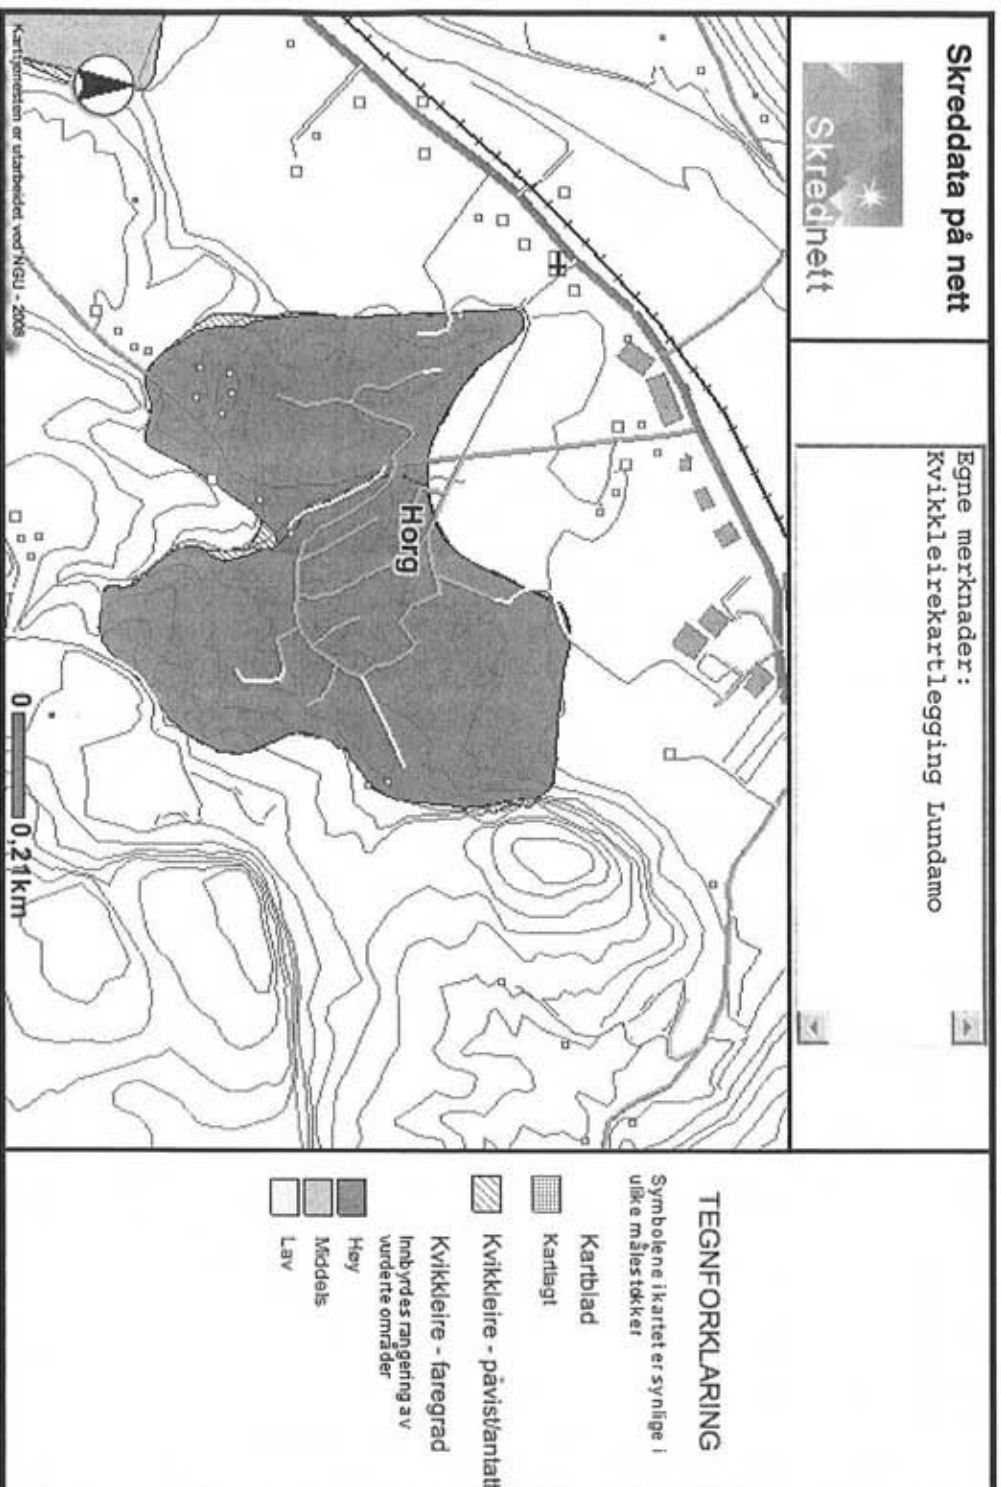 Skreddata på nett
Skrednett
Egne merknader:
Kvikkleirekartlegging Lundamo
Horg
0 0,21km
Karttjenesten er utarbeidet ved NGU - 2008
TEGNFORKLARING
Symbolene i kartet er synlige i
ulike målestokker
Kartblad
Kartlagt
Kvikkleire - påvist/antatt
Kvikkleire - faregrad
Innbyrdes rangering av
vurderte områder
Høy
Middels
Lav